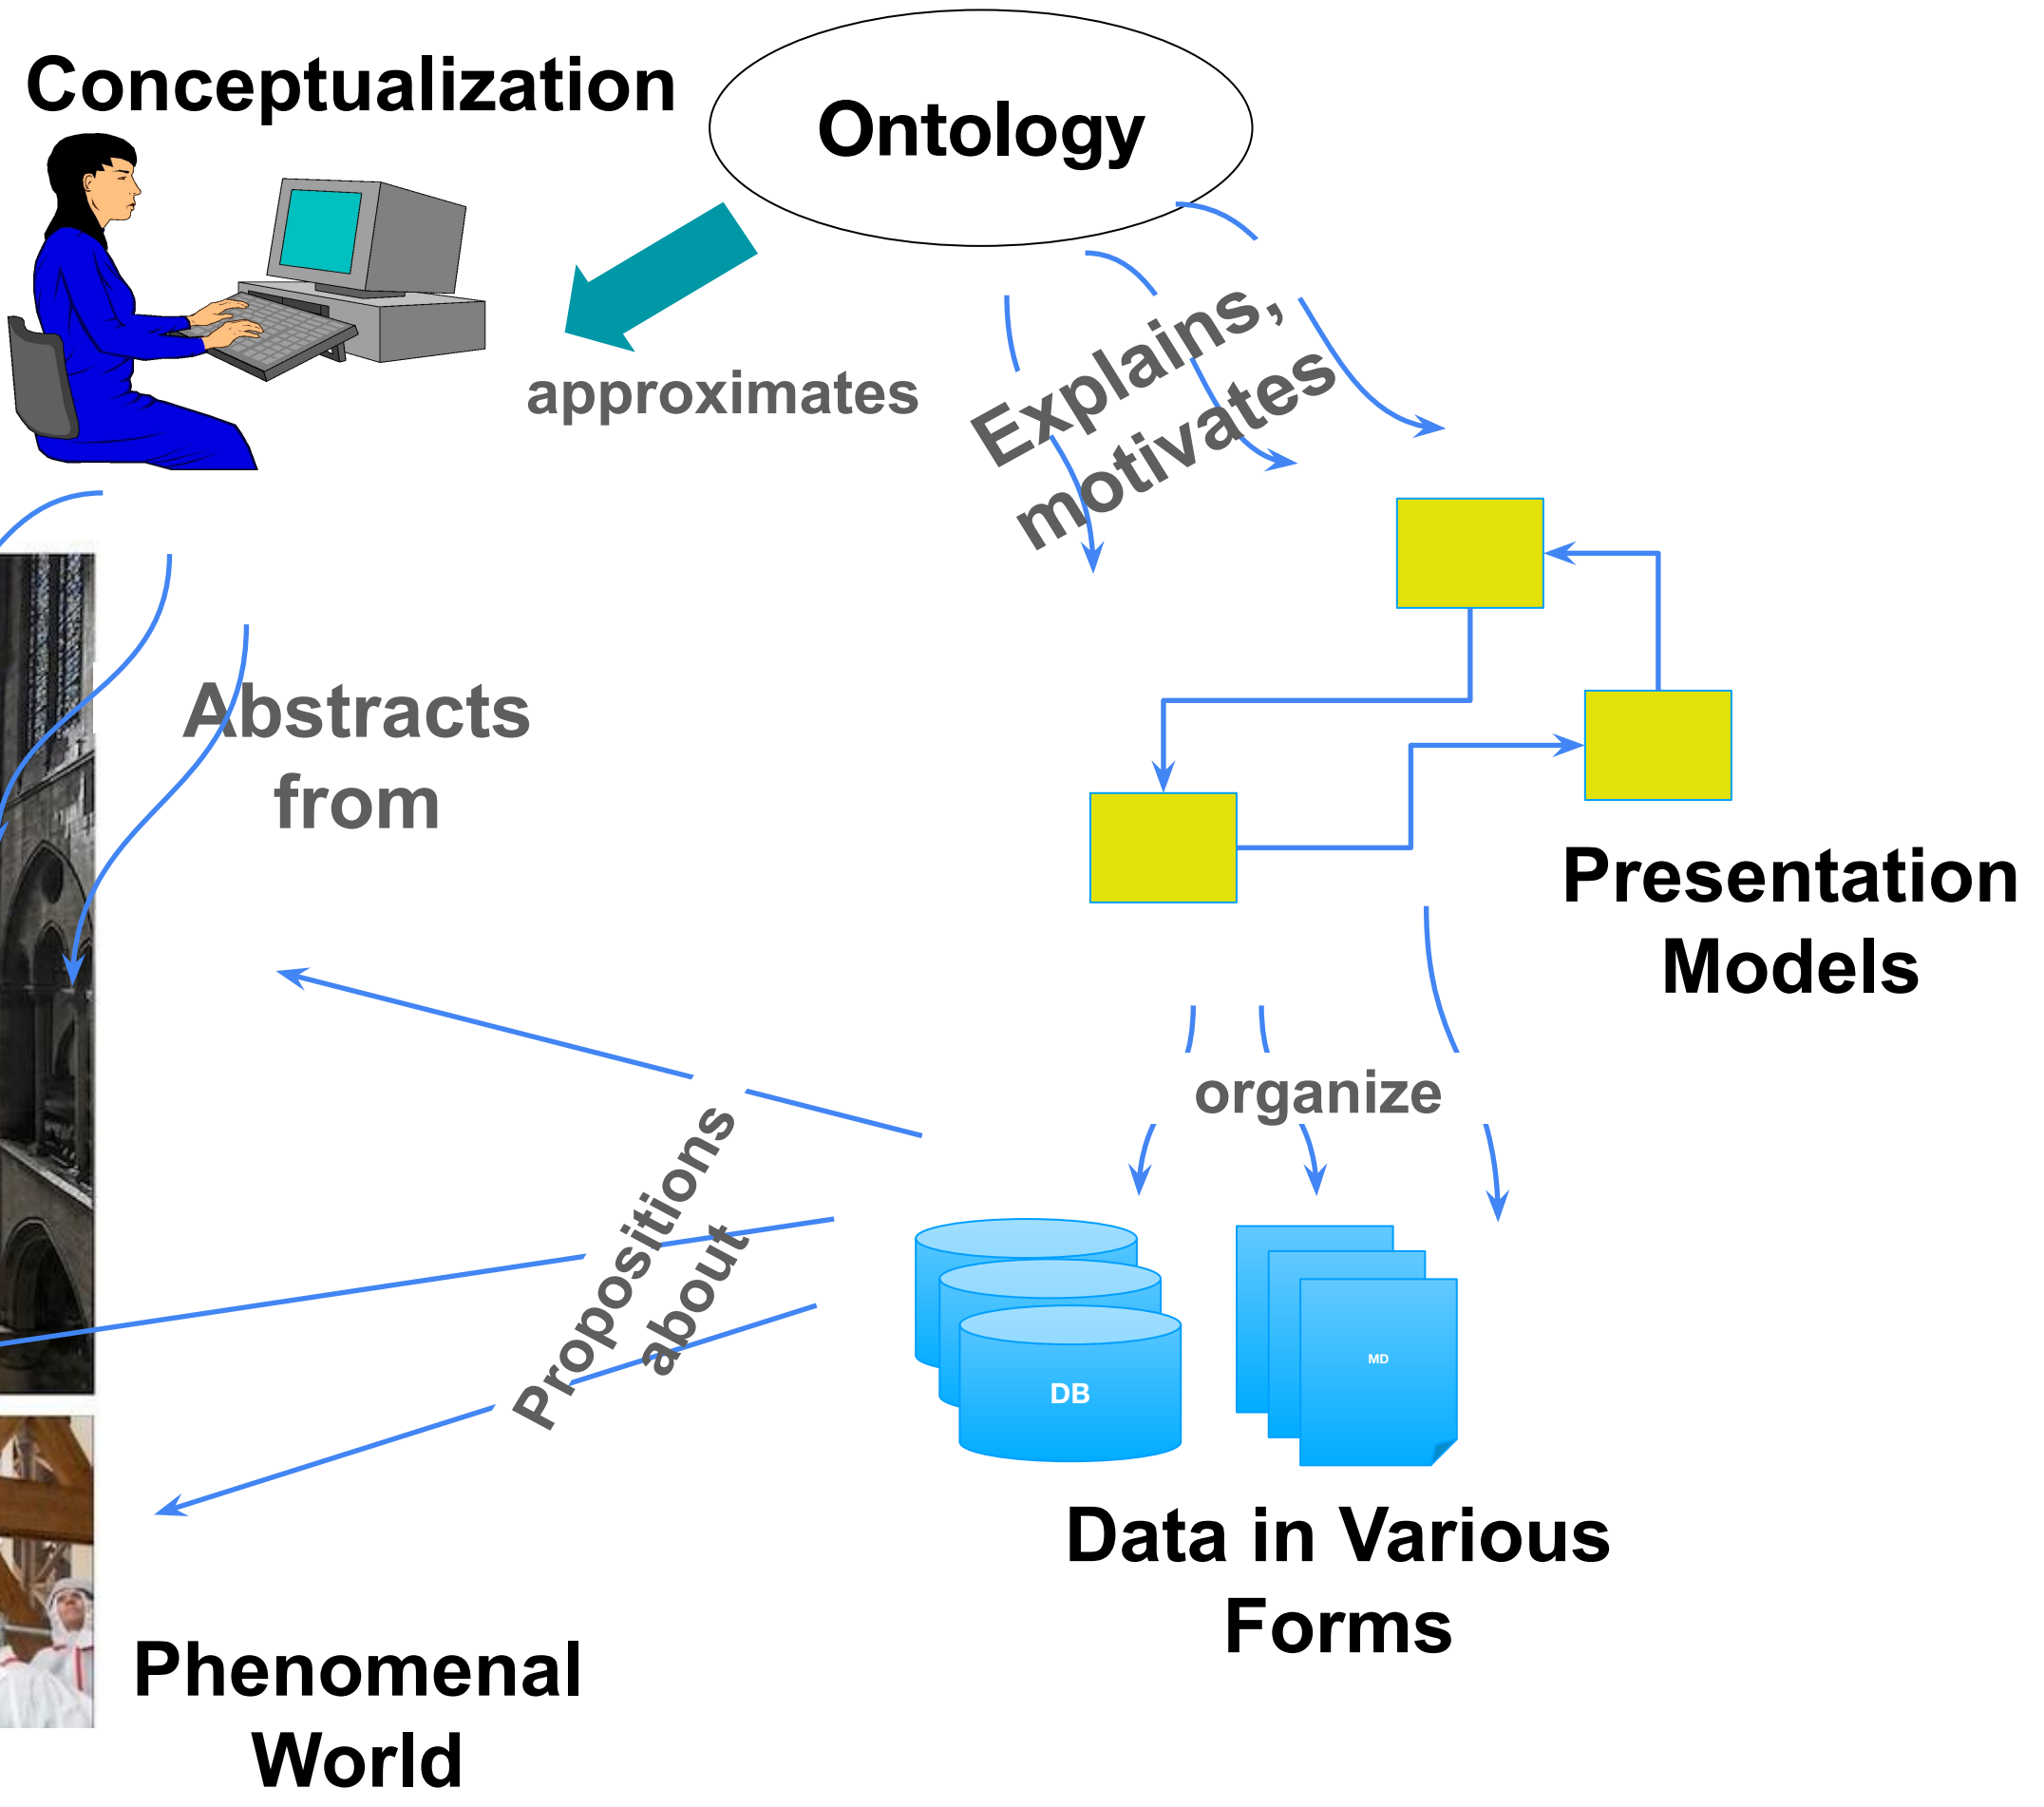 Conceptualization
Ontology
approximates
Explains,
motivates
Abstracts
from
Presentation
Models
organize
Propositions
about
DB
MD
Data in Various
Forms
Phenomenal
World